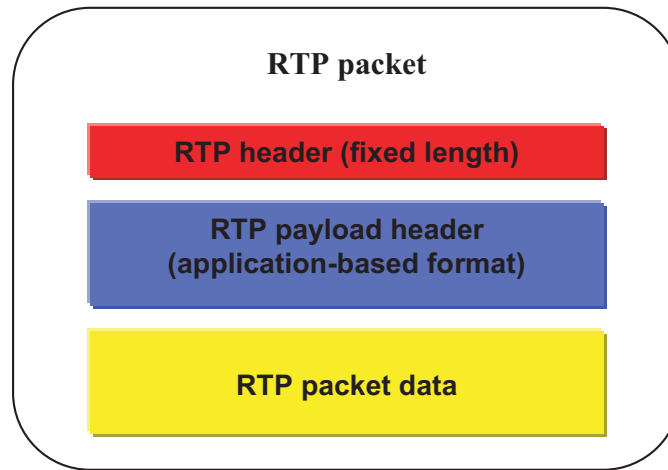 RTP packet
RTP header (fixed length)
RTP payload header
(application-based format)
RTP packet data